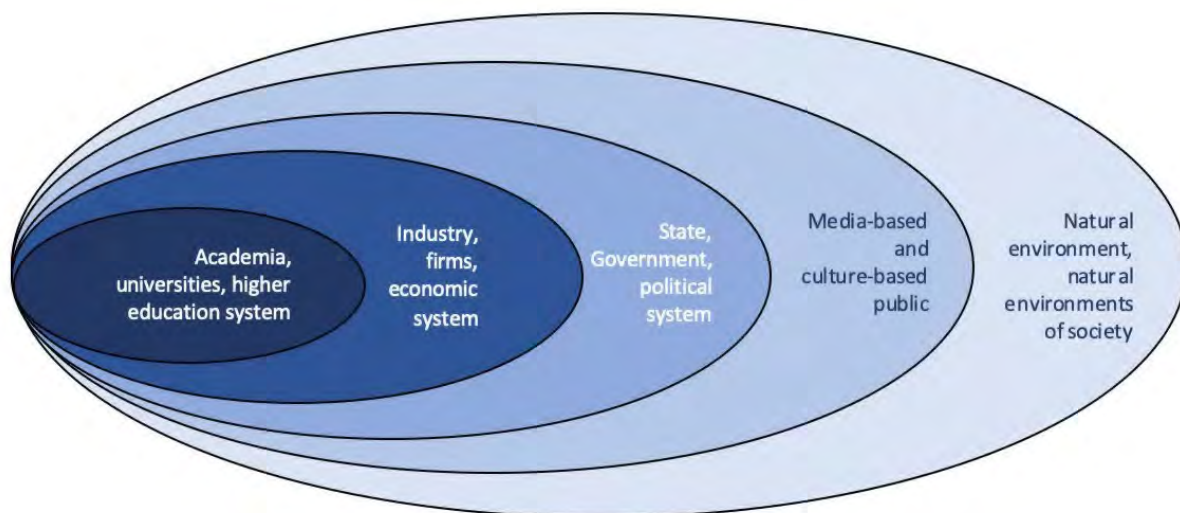 Academia,
universities, higher
education system
Industry,
firms,
economic
system
State,
Government,
political
system
Media-based
and
culture-based
public
Natural
environment,
natural
environments
of society